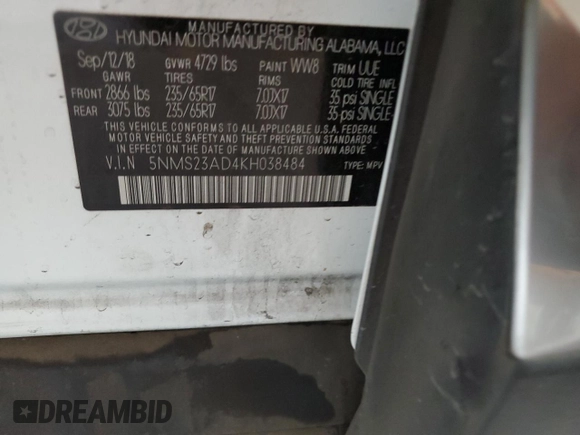 MANUFACTURED BY
HYUNDAI MOTOR MANUFACTURING ALABAMA, LLC
Sep/12/18 GVWR 4729 lbs PAINT WW8 TRIM UUE
GAWR TIRES RIMS COLD TIRE INFL
FRONT 2866 lbs 235/65R17 7.0JX17 35 psi SINGLE
REAR 3075 lbs 235/65R17 7.0JX17 35 psi SINGLE
THIS VEHICLE CONFORMS TO ALL APPLICABLE U.S.A. FEDERAL
MOTOR VEHICLE SAFETY AND BUMPER STANDARDS
IN EFFECT ON THE DATE OF MANUFACTURE SHOWN ABOVE
V.I.N 5NMS23AD4KH038484 TYPE: MPV
DREAMBID